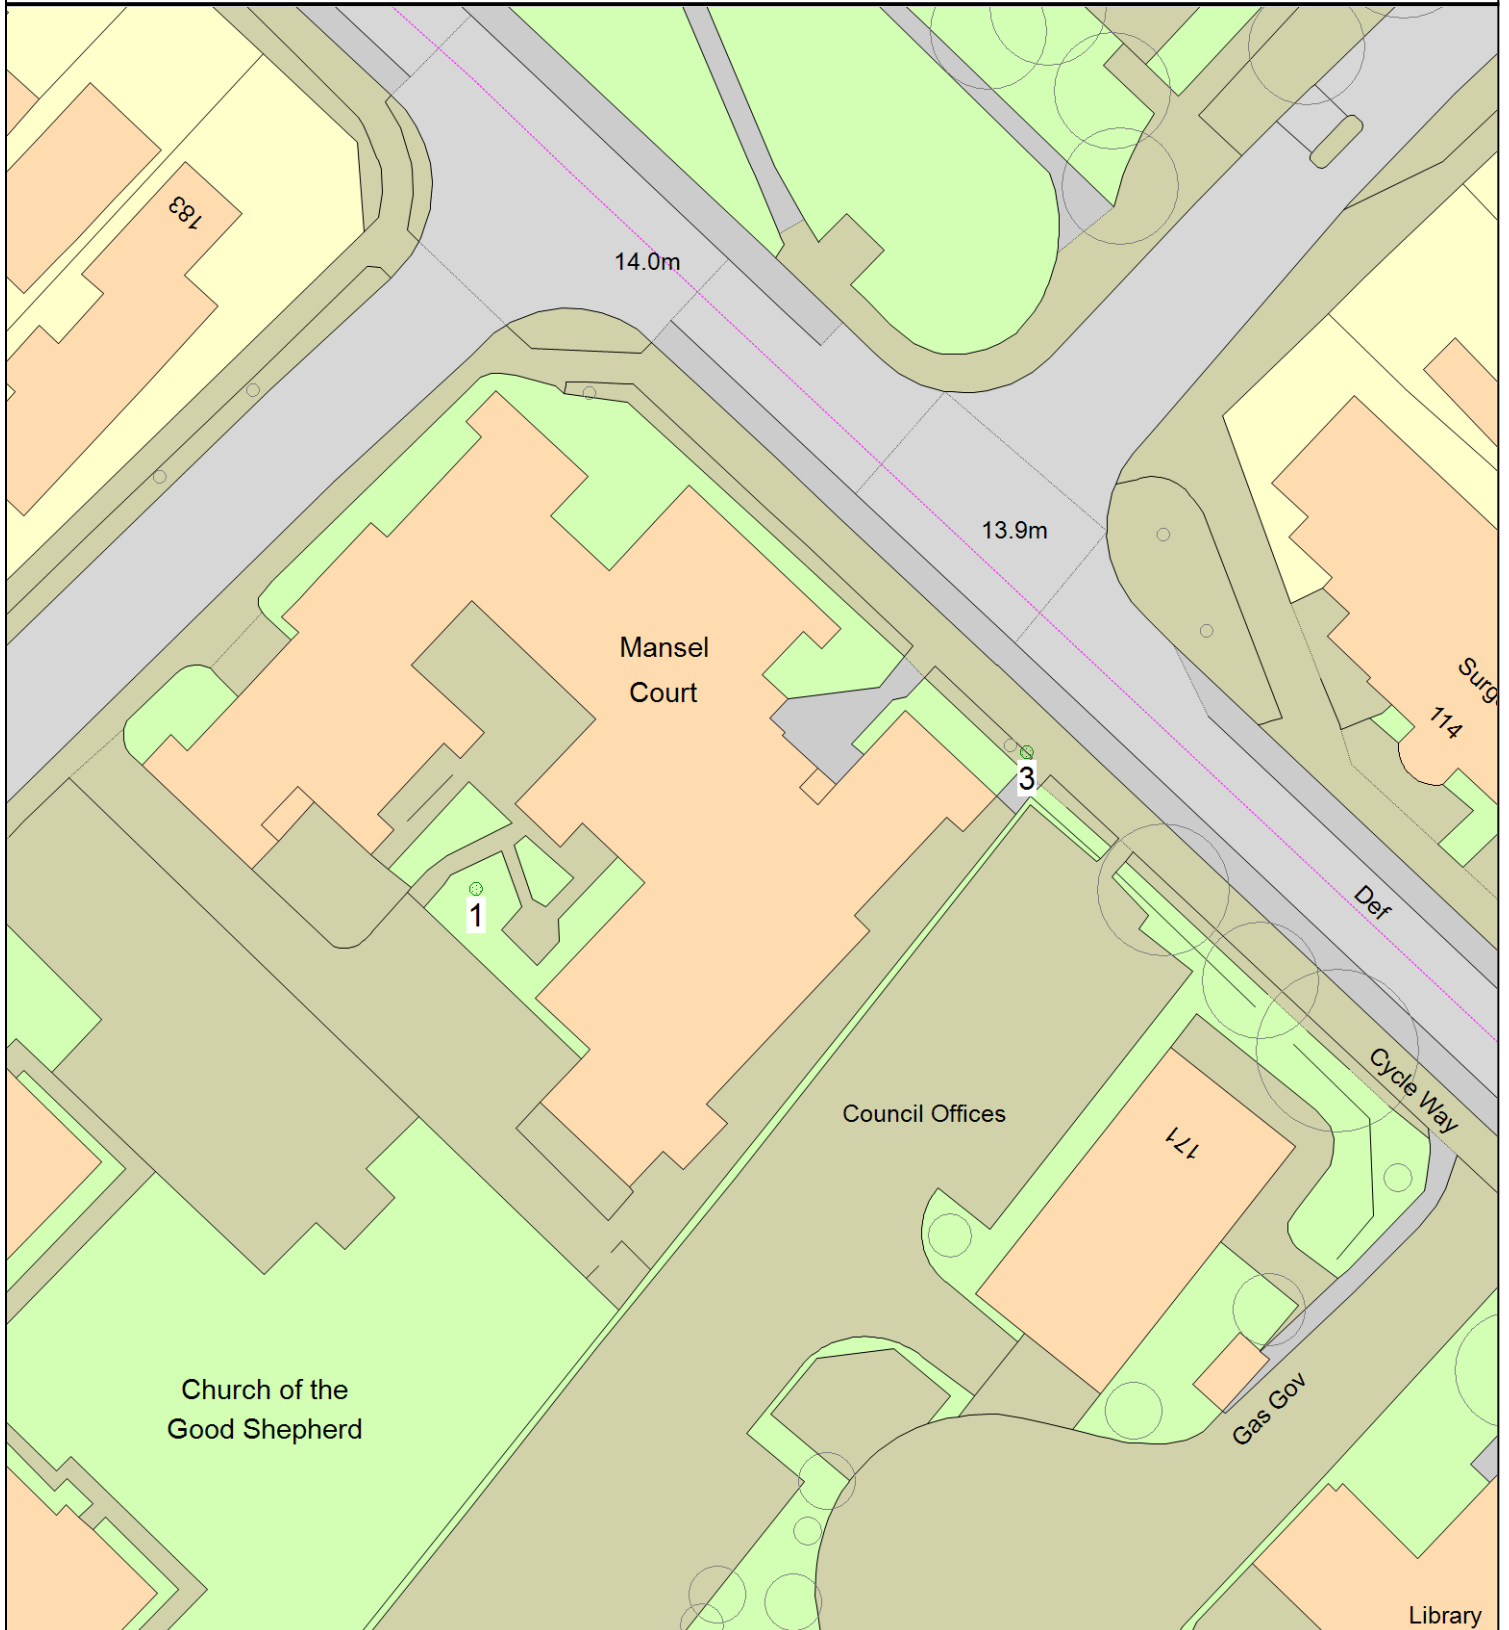 183
14.0m
13.9m
Mansel
Court
114
3
1
Def
Cycle Way
Council Offices
171
Church of the
Good Shepherd
Gas Gov
Library